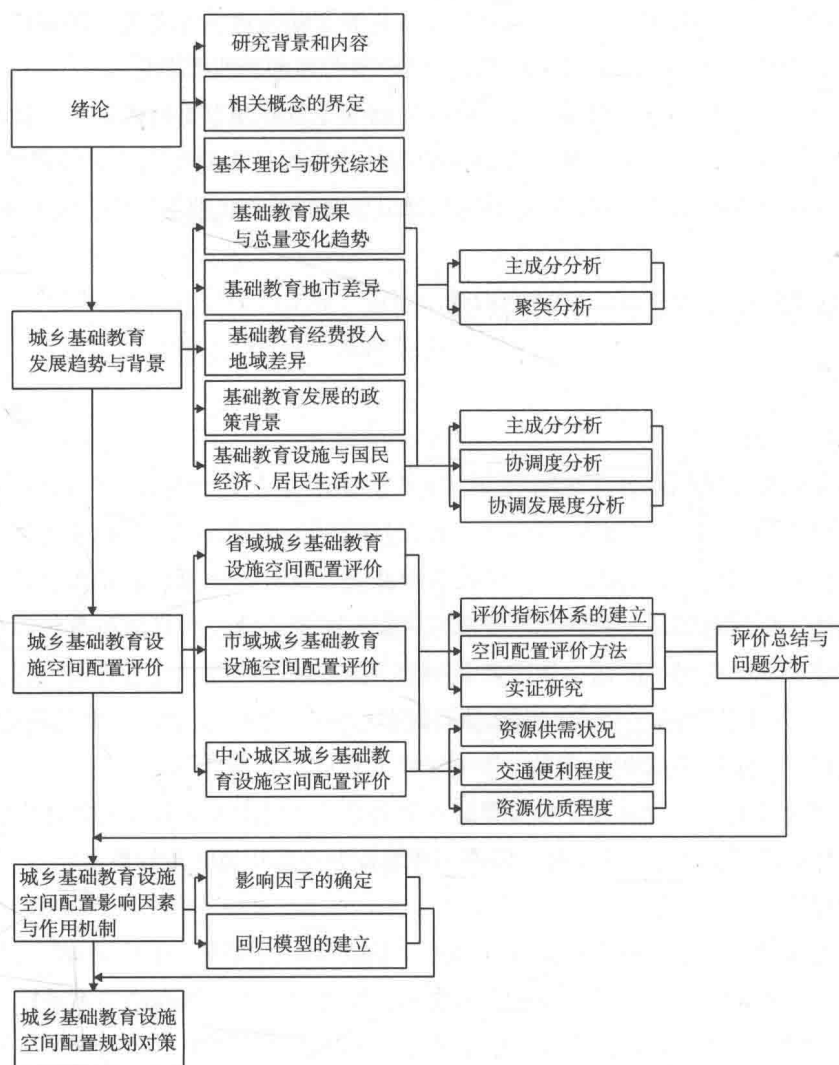 研究背景和内容
绪论
相关概念的界定
基本理论与研究综述
基础教育成果
与总量变化趋势
主成分分析
基础教育地市差异
聚类分析
城乡基础教育
发展趋势与背景
基础教育经费投入
地域差异
基础教育发展的政
策背景
主成分分析
基础教育设施与国民
经济、居民生活水平
协调度分析
协调发展度分析
省域城乡基础教育
设施空间配置评价
评价指标体系的建立
城乡基础教育设
施空间配置评价
市域城乡基础教育
设施空间配置评价
空间配置评价方法
评价总结与
问题分析
实证研究
资源供需状况
中心城区城乡基础教
育设施空间配置评价
交通便利程度
资源优质程度
城乡基础教育设施
空间配置影响因素
与作用机制
影响因子的确定
回归模型的建立
城乡基础教育设施
空间配置规划对策